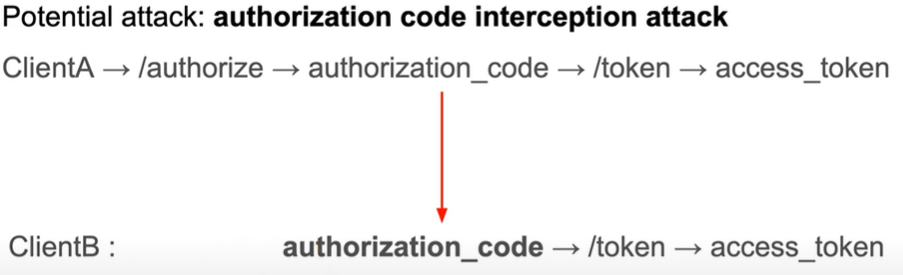 Potential attack: authorization code interception attack
ClientA → /authorize → authorization_code → /token → access_token
ClientB : authorization_code → /token → access_token